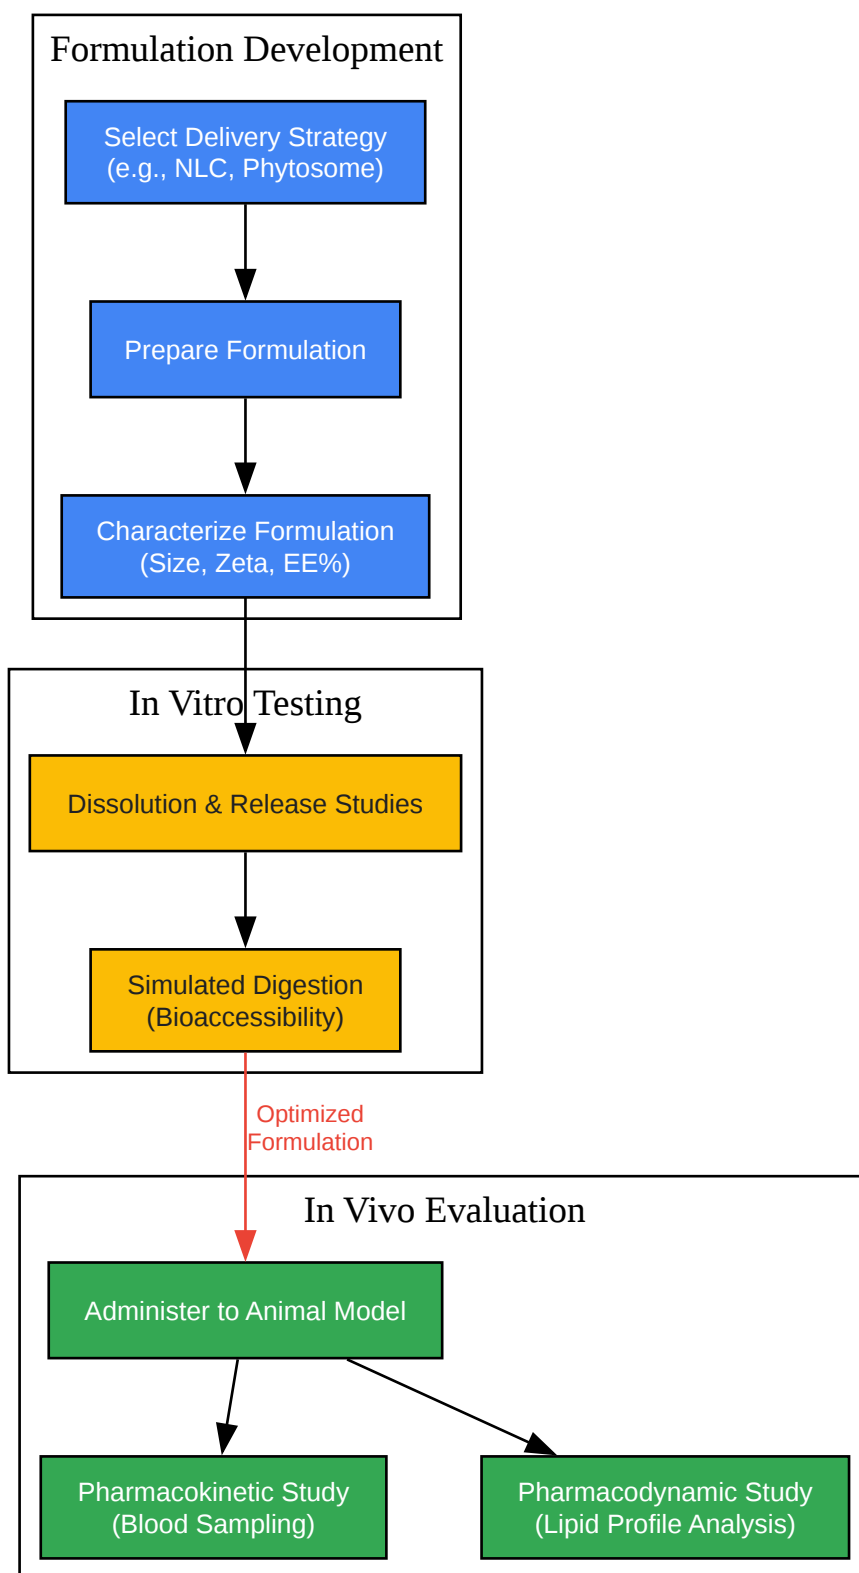 Formulation Development
Select Delivery Strategy
(e.g., NLC, Phytosome)
Prepare Formulation
Characterize Formulation
(Size, Zeta, EE%)
In Vitro Testing
Dissolution & Release Studies
Simulated Digestion
(Bioaccessibility)
Optimized
Formulation
In Vivo Evaluation
Administer to Animal Model
Pharmacokinetic Study
(Blood Sampling)
Pharmacodynamic Study
(Lipid Profile Analysis)